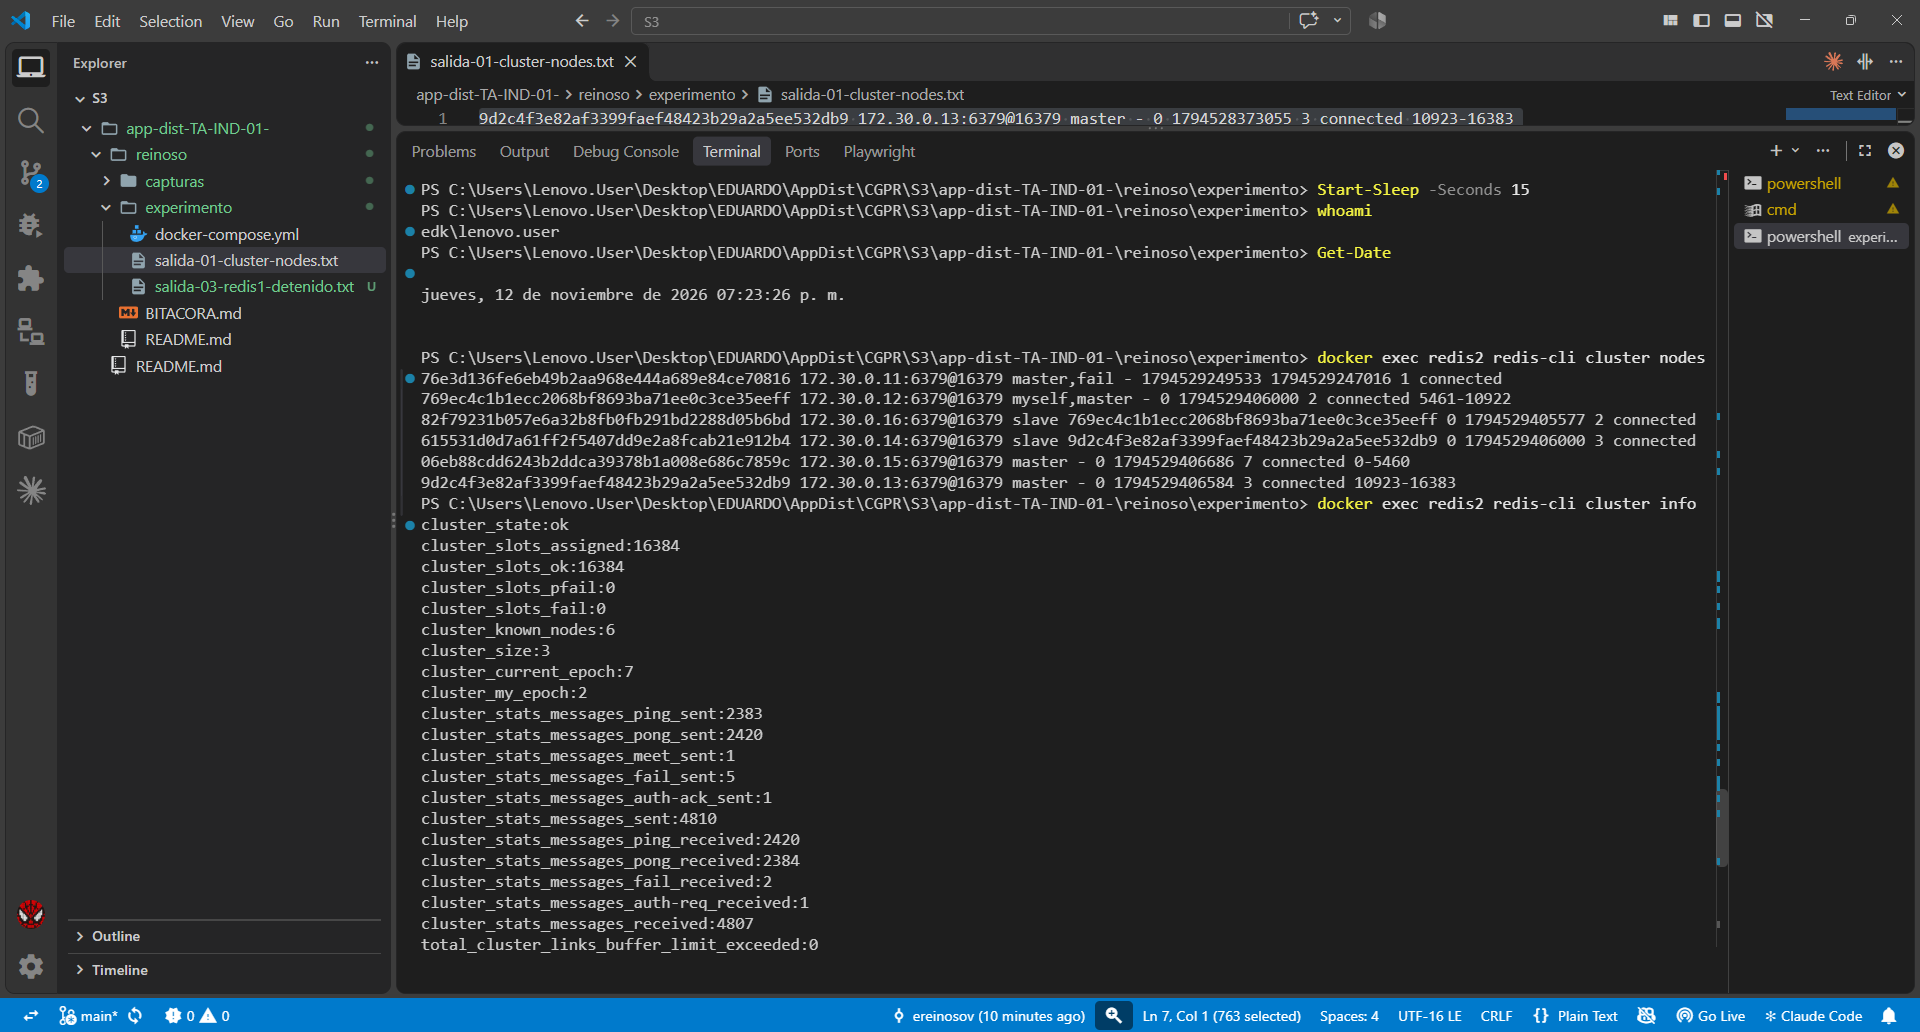 File Edit Selection View Go Run Terminal Help
S3
Explorer
S3
app-dist-TA-IND-01-
reinoso
capturas
experimento
docker-compose.yml
salida-01-cluster-nodes.txt
salida-03-redis1-detenido.txt U
BITACORA.md
README.md
README.md
Outline
Timeline
2
salida-01-cluster-nodes.txt
app-dist-TA-IND-01- > reinoso > experimento > salida-01-cluster-nodes.txt
Text Editor
1 9d2c4f3e82af3399faef48423b29a2a5ee532db9 172.30.0.13:6379@16379 master - 0 1794528373055 3 connected 10923-16383
Problems Output Debug Console Terminal Ports Playwright
PS C:\Users\Lenovo.User\Desktop\EDUARDO\AppDist\CGPR\S3\app-dist-TA-IND-01-\reinoso\experimento> Start-Sleep -Seconds 15
PS C:\Users\Lenovo.User\Desktop\EDUARDO\AppDist\CGPR\S3\app-dist-TA-IND-01-\reinoso\experimento> whoami
edk\lenovo.user
PS C:\Users\Lenovo.User\Desktop\EDUARDO\AppDist\CGPR\S3\app-dist-TA-IND-01-\reinoso\experimento> Get-Date
jueves, 12 de noviembre de 2026 07:23:26 p. m.
PS C:\Users\Lenovo.User\Desktop\EDUARDO\AppDist\CGPR\S3\app-dist-TA-IND-01-\reinoso\experimento> docker exec redis2 redis-cli cluster nodes
76e3d136fe6eb49b2aa968e444a689e84ce70816 172.30.0.11:6379@16379 master,fail - 1794529249533 1794529247016 1 connected
769ec4c1b1ecc2068bf8693ba71ee0c3ce35eeff 172.30.0.12:6379@16379 myself,master - 0 1794529406000 2 connected 5461-10922
82f79231b057e6a32b8fb0fb291bd2288d05b6bd 172.30.0.16:6379@16379 slave 769ec4c1b1ecc2068bf8693ba71ee0c3ce35eeff 0 1794529405577 2 connected
615531d0d7a61ff2f5407dd9e2a8fcab21e912b4 172.30.0.14:6379@16379 slave 9d2c4f3e82af3399faef48423b29a2a5ee532db9 0 1794529406000 3 connected
06eb88cdd6243b2ddca39378b1a008e686c7859c 172.30.0.15:6379@16379 master - 0 1794529406686 7 connected 0-5460
9d2c4f3e82af3399faef48423b29a2a5ee532db9 172.30.0.13:6379@16379 master - 0 1794529406584 3 connected 10923-16383
PS C:\Users\Lenovo.User\Desktop\EDUARDO\AppDist\CGPR\S3\app-dist-TA-IND-01-\reinoso\experimento> docker exec redis2 redis-cli cluster info
cluster_state:ok
cluster_slots_assigned:16384
cluster_slots_ok:16384
cluster_slots_pfail:0
cluster_slots_fail:0
cluster_known_nodes:6
cluster_size:3
cluster_current_epoch:7
cluster_my_epoch:2
cluster_stats_messages_ping_sent:2383
cluster_stats_messages_pong_sent:2420
cluster_stats_messages_meet_sent:1
cluster_stats_messages_fail_sent:5
cluster_stats_messages_auth-ack_sent:1
cluster_stats_messages_sent:4810
cluster_stats_messages_ping_received:2420
cluster_stats_messages_pong_received:2384
cluster_stats_messages_fail_received:2
cluster_stats_messages_auth-req_received:1
cluster_stats_messages_received:4807
total_cluster_links_buffer_limit_exceeded:0
powershell
cmd
powershell experi...
main* 0 0 ereinosov (10 minutes ago) Ln 7, Col 1 (763 selected) Spaces: 4 UTF-16 LE CRLF {} Plain Text Go Live Claude Code